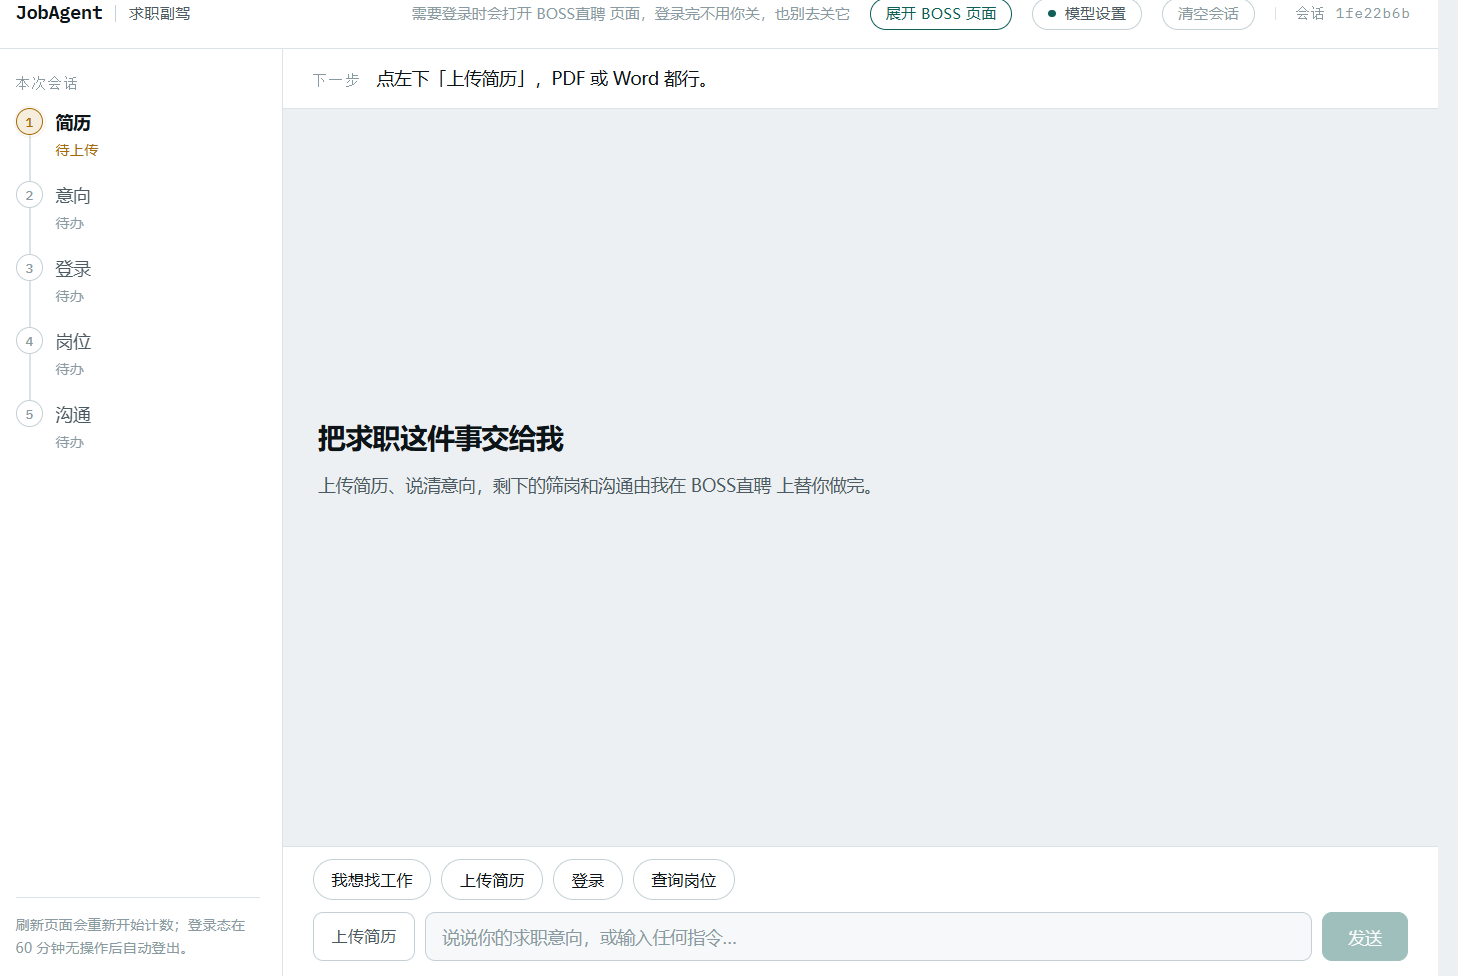 JobAgent 求职副驾 需要登录时会打开 BOSS直聘 页面，登录完不用你关，也别去关它 展开 BOSS 页面 模型设置 清空会话 会话 1fe22b6b
本次会话
下一步 点左下「上传简历」，PDF 或 Word 都行。
1 简历
待上传
2 意向
待办
3 登录
待办
4 岗位
待办
5 沟通
待办
把求职这件事交给我
上传简历、说清意向，剩下的筛岗和沟通由我在 BOSS直聘 上替你做完。
我想找工作 上传简历 登录 查询岗位
刷新页面会重新开始计数；登录态在
60 分钟无操作后自动登出。
上传简历 说说你的求职意向，或输入任何指令... 发送